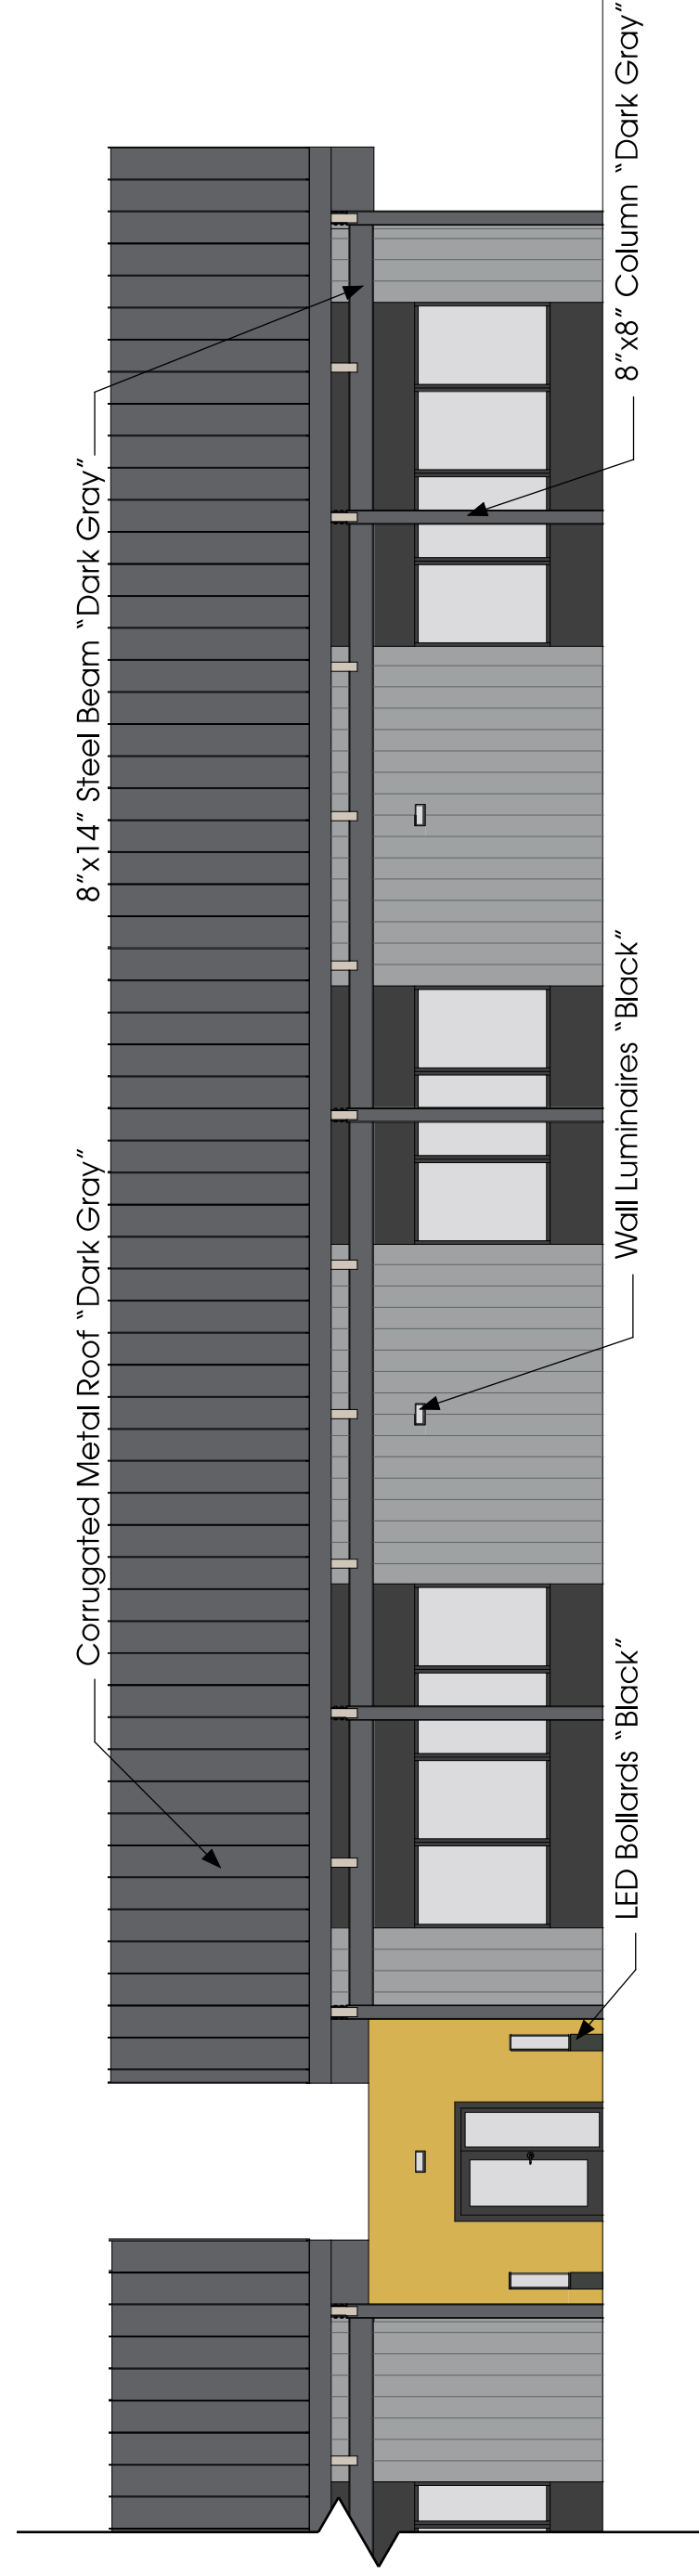 Corrugated Metal Roof “Dark Gray”
8”x14” Steel Beam “Dark Gray”
LED Bollards “Black”
Wall Luminaires “Black”
8”x8” Column “Dark Gray”